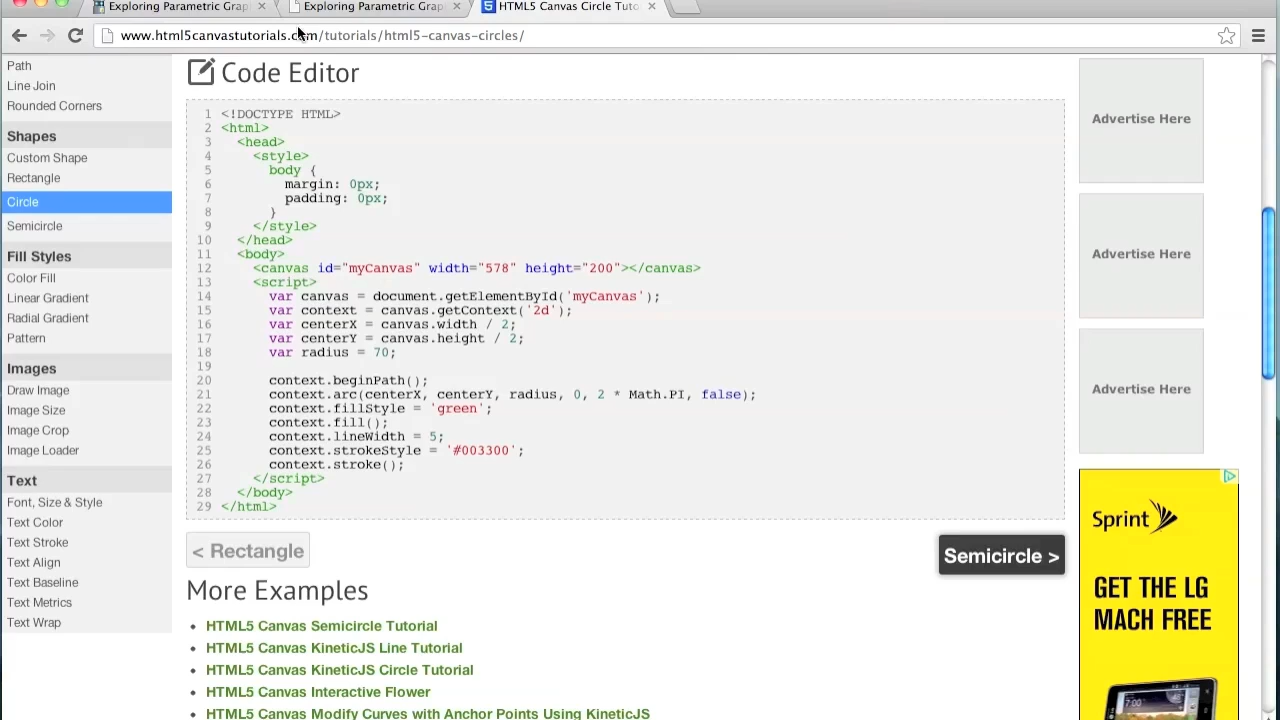 Exploring Parametric Grap
Exploring Parametric Gra
HTML5 Canvas Circle Tuto
www.html5canvastutorials.com/tutorials/html5-canvas-circles/
Path
Line Join
Rounded Corners
Shapes
Custom Shape
Rectangle
Circle
Semicircle
Fill Styles
Color Fill
Linear Gradient
Radial Gradient
Pattern
Images
Draw Image
Image Size
Image Crop
Image Loader
Text
Font, Size & Style
Text Color
Text Stroke
Text Align
Text Baseline
Text Metrics
Text Wrap
Code Editor
1 <!DOCTYPE HTML>
2 <html>
3 <head>
4 <style>
5 body {
6 margin: 0px;
7 padding: 0px;
8 }
9 </style>
10 </head>
11 <body>
12 <canvas id="myCanvas" width="578" height="200"></canvas>
13 <script>
14 var canvas = document.getElementById('myCanvas');
15 var context = canvas.getContext('2d');
16 var centerX = canvas.width / 2;
17 var centerY = canvas.height / 2;
18 var radius = 70;
19
20 context.beginPath();
21 context.arc(centerX, centerY, radius, 0, 2 * Math.PI, false);
22 context.fillStyle = 'green';
23 context.fill();
24 context.lineWidth = 5;
25 context.strokeStyle = '#003300';
26 context.stroke();
27 </script>
28 </body>
29 </html>
< Rectangle
Semicircle >
More Examples
• HTML5 Canvas Semicircle Tutorial
• HTML5 Canvas KineticJS Line Tutorial
• HTML5 Canvas KineticJS Circle Tutorial
• HTML5 Canvas Interactive Flower
• HTML5 Canvas Modify Curves with Anchor Points Using KineticJS
Advertise Here
Advertise Here
Advertise Here
Sprint
GET THE LG
MACH FREE